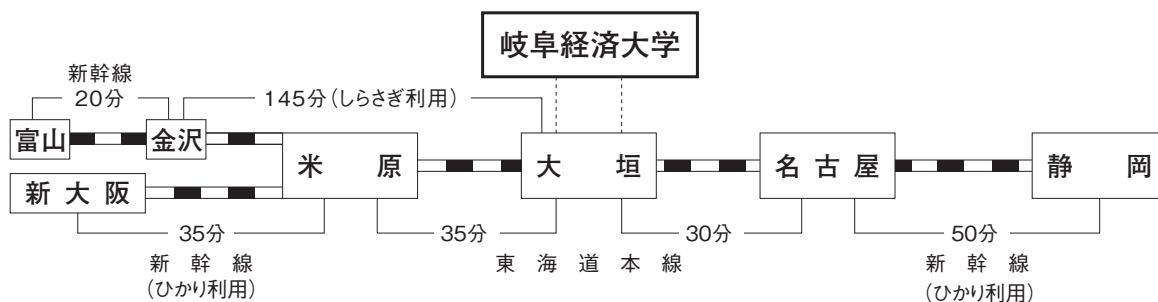 岐阜経済大学
新幹線
20分
145分(しらさぎ利用)
富山
金沢
米原
大垣
名古屋
静岡
新大阪
35分
35分
30分
50分
新幹線
(ひかり利用)
東海道本線
新幹線
(ひかり利用)